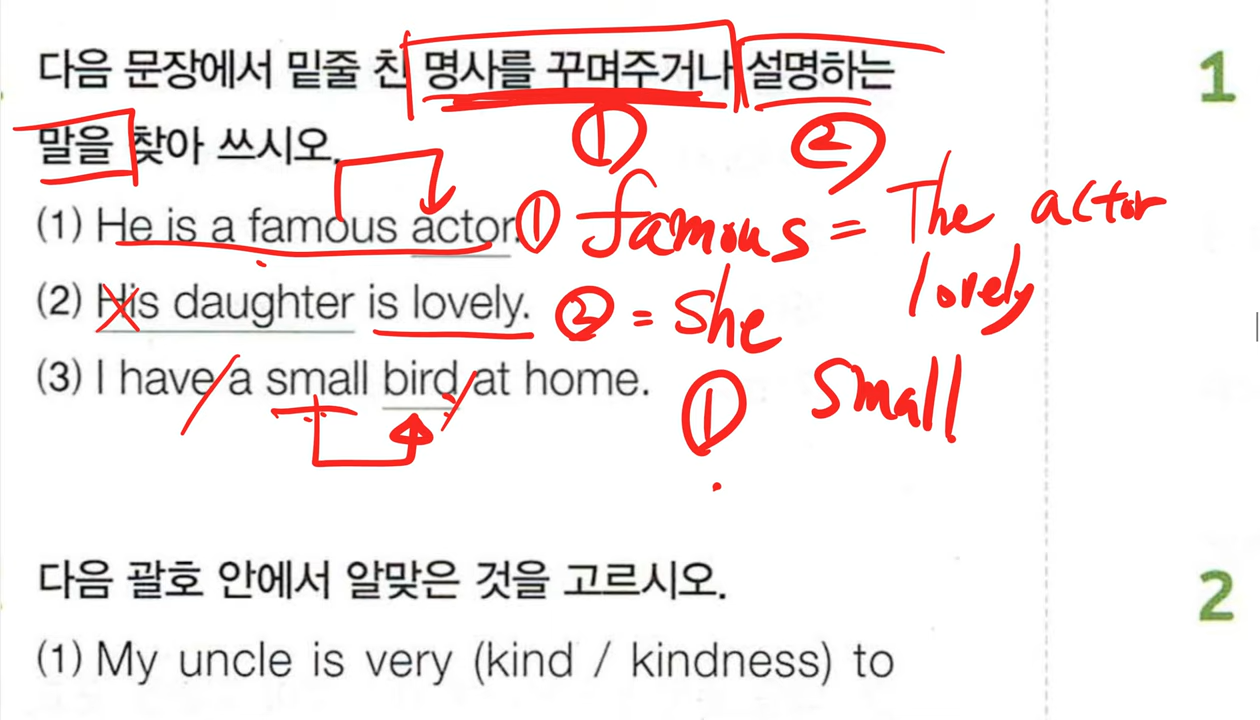 다음 문장에서 밑줄 친 명사를 꾸며주거나 설명하는
1
말을 찾아 쓰시오.
① ②
(1) He is a famous actor. ① famous = The actor
(2) His daughter is lovely. ② = She lovely
(3) I have / a small bird / at home. ① small
다음 괄호 안에서 알맞은 것을 고르시오.
2
(1) My uncle is very (kind / kindness) to